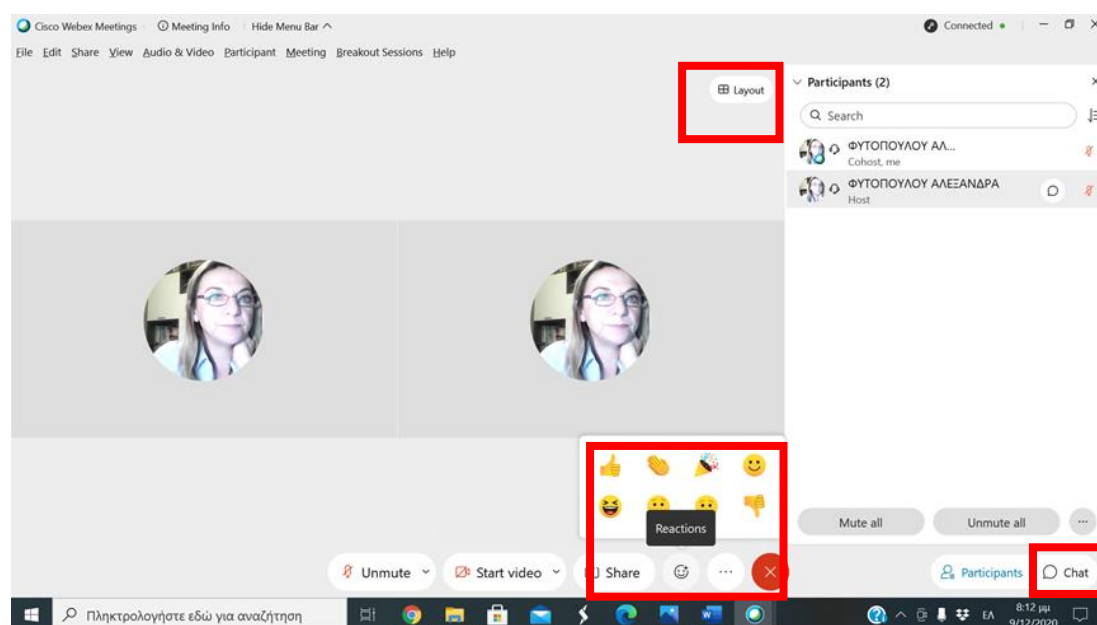 Cisco Webex Meetings Meeting Info Hide Menu Bar Connected
File Edit Share View Audio & Video Participant Meeting Breakout Sessions Help
Layout
Participants (2)
Search
ΦΥΤΟΠΟΥΛΟΥ ΑΛ...
Cohost, me
ΦΥΤΟΠΟΥΛΟΥ ΑΛΕΞΑΝΔΡΑ
Host
Reactions
Mute all Unmute all
Unmute Start video Share Participants Chat
Πληκτρολογήστε εδώ για αναζήτηση
ΕΛ
8:12 μμ
9/12/2020